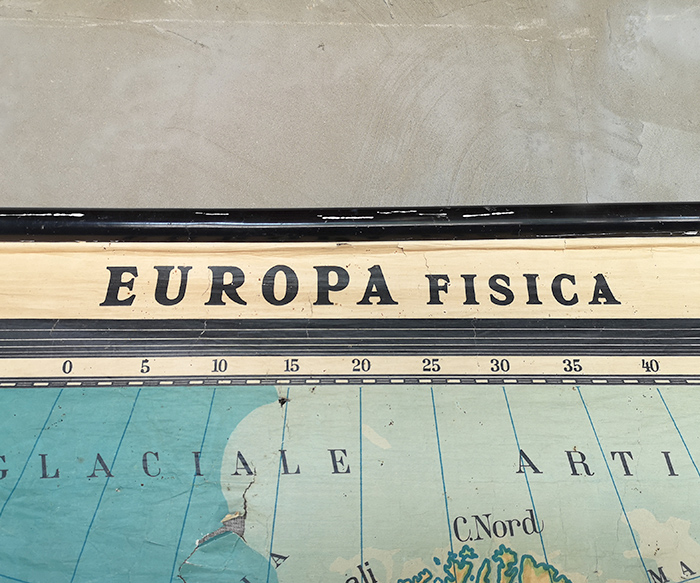 EUROPA FISICA
0 5 10 15 20 25 30 35 40
GLACIALE ARTI
C.Nord